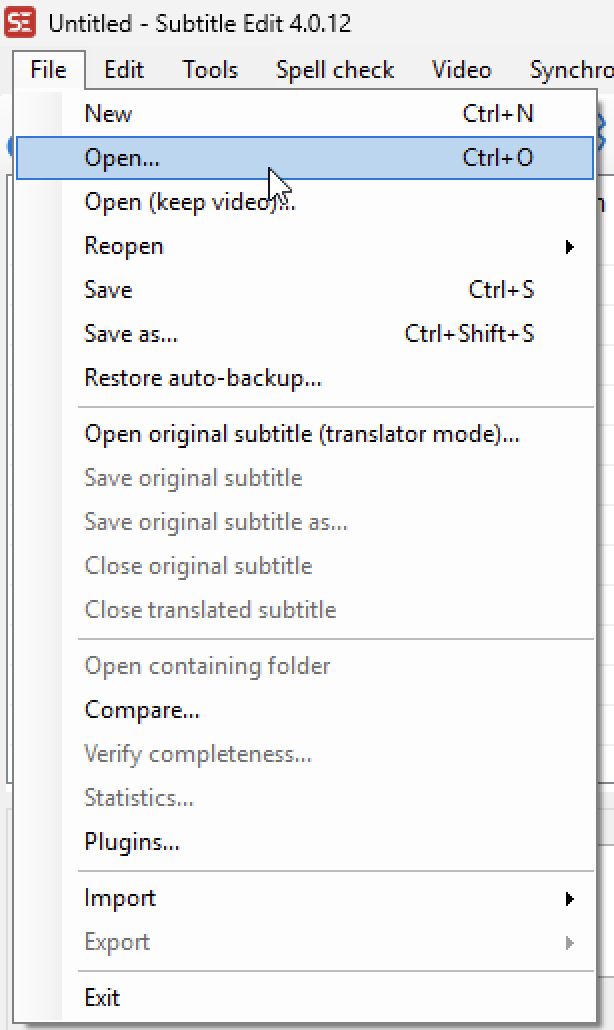 SE Untitled - Subtitle Edit 4.0.12
File Edit Tools Spell check Video Synchro
New Ctrl+N
Open... Ctrl+O
Open (keep video)...
Reopen
Save Ctrl+S
Save as... Ctrl+Shift+S
Restore auto-backup...
Open original subtitle (translator mode)...
Save original subtitle
Save original subtitle as...
Close original subtitle
Close translated subtitle
Open containing folder
Compare...
Verify completeness...
Statistics...
Plugins...
Import
Export
Exit